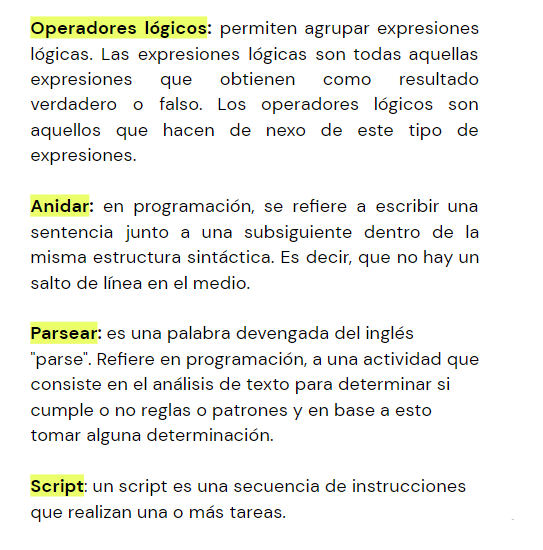 Operadores lógicos: permiten agrupar expresiones
lógicas. Las expresiones lógicas son todas aquellas
expresiones que obtienen como resultado
verdadero o falso. Los operadores lógicos son
aquellos que hacen de nexo de este tipo de
expresiones.
Anidar: en programación, se refiere a escribir una
sentencia junto a una subsiguiente dentro de la
misma estructura sintáctica. Es decir, que no hay un
salto de línea en el medio.
Parsear: es una palabra devengada del inglés
"parse". Refiere en programación, a una actividad que
consiste en el análisis de texto para determinar si
cumple o no reglas o patrones y en base a esto
tomar alguna determinación.
Script: un script es una secuencia de instrucciones
que realizan una o más tareas.